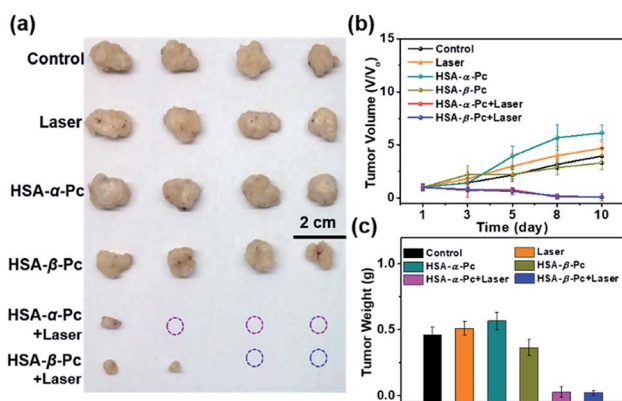 (a)
Control
Laser
HSA-α-Pc
HSA-β-Pc
HSA-α-Pc
+Laser
HSA-β-Pc
+Laser
2 cm
(b)
Tumor Volume (V/V₀)
15
10
5
0
Control
Laser
HSA-α-Pc
HSA-β-Pc
HSA-α-Pc+Laser
HSA-β-Pc+Laser
1 3 5 8 10
Time (day)
(c)
Tumor Weight (g)
1.0
0.5
0.0
Control
Laser
HSA-α-Pc
HSA-β-Pc
HSA-α-Pc+Laser
HSA-β-Pc+Laser